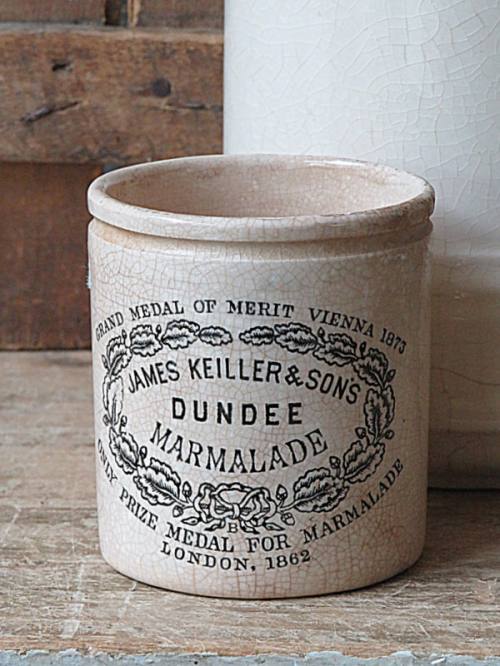 GRAND MEDAL OF MERIT VIENNA 1873
JAMES KEILLER & SON'S
DUNDEE
MARMALADE
B
ONLY PRIZE MEDAL FOR MARMALADE
LONDON, 1862